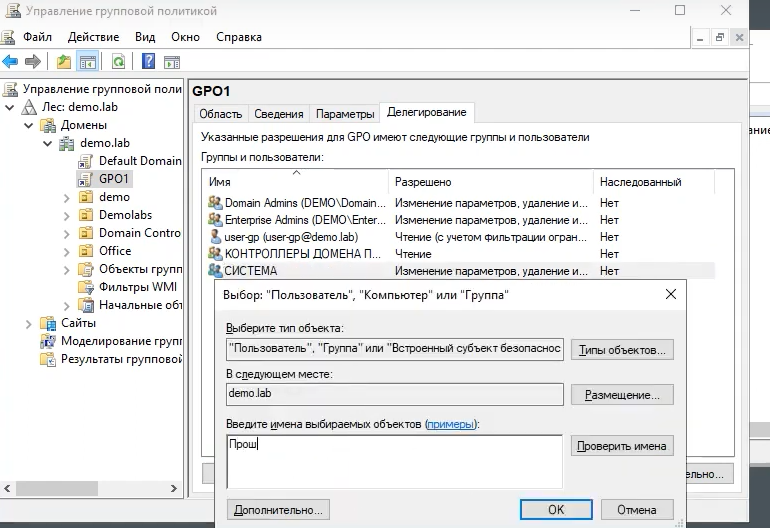 Управление групповой политикой
Файл Действие Вид Окно Справка
Управление групповой поли
Лес: demo.lab
Домены
demo.lab
Default Domain
GPO1
demo
Demolabs
Domain Contro
Office
Объекты групп
Фильтры WMI
Начальные об
Сайты
Моделирование групп
Результаты групповой
GPO1
Область Сведения Параметры Делегирование
Указанные разрешения для GPO имеют следующие группы и пользователи
Группы и пользователи:
Имя Разрешено Наследованный
Domain Admins (DEMO\Domain... Изменение параметров, удаление и... Нет
Enterprise Admins (DEMO\Enter... Изменение параметров, удаление и... Нет
user-gp (user-gp@demo.lab) Чтение (с учетом фильтрации огран... Нет
КОНТРОЛЛЕРЫ ДОМЕНА П... Чтение Нет
СИСТЕМА Изменение параметров, удаление и... Нет
Выбор: "Пользователь", "Компьютер" или "Группа"
Выберите тип объекта:
"Пользователь", "Группа" или "Встроенный субъект безопаснос
Типы объектов...
В следующем месте:
demo.lab
Размещение...
Введите имена выбираемых объектов (примеры):
Прош
Проверить имена
Дополнительно...
OK
Отмена
ельно...
ание